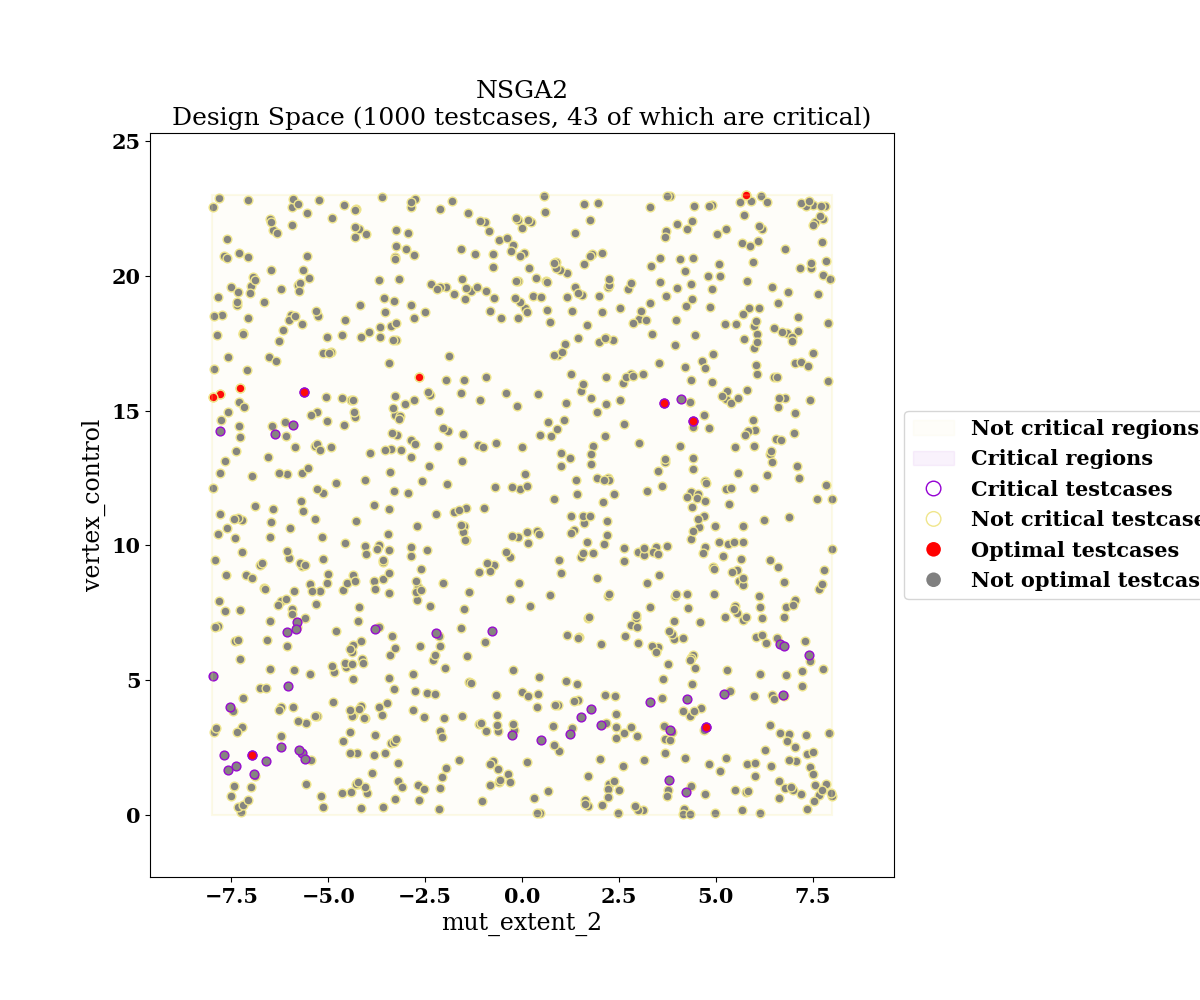 NSGA2
Design Space (1000 testcases, 43 of which are critical)
25
20
15
10
5
0
vertex_control
−7.5 −5.0 −2.5 0.0 2.5 5.0 7.5
mut_extent_2
Not critical regions
Critical regions
Critical testcases
Not critical testcase
Optimal testcases
Not optimal testcas